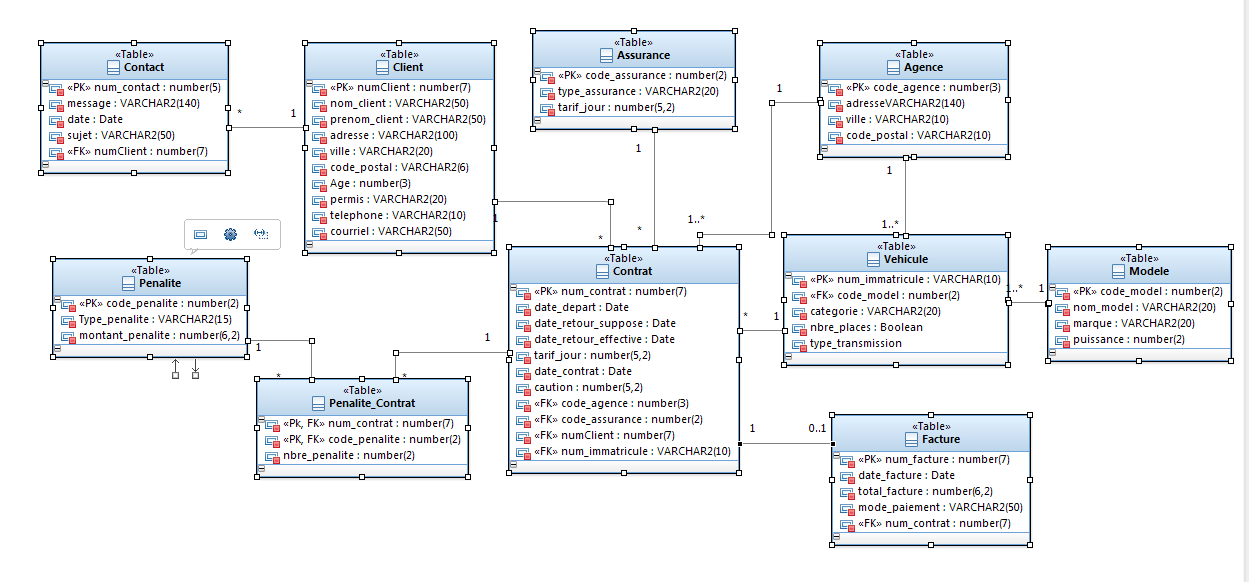 «Table»
Contact
«PK» num_contact : number(5)
message : VARCHAR2(140)
date : Date
sujet : VARCHAR2(50)
«FK» numClient : number(7)
*
1
«Table»
Client
«PK» numClient : number(7)
nom_client : VARCHAR2(50)
prenom_client : VARCHAR2(50)
adresse : VARCHAR2(100)
ville : VARCHAR2(20)
code_postal : VARCHAR2(6)
Age : number(3)
permis : VARCHAR2(20)
telephone : VARCHAR2(10)
courriel : VARCHAR2(50)
1
*
«Table»
Assurance
«PK» code_assurance : number(2)
type_assurance : VARCHAR2(20)
tarif_jour : number(5,2)
1
*
«Table»
Agence
«PK» code_agence : number(3)
adresseVARCHAR2(140)
ville : VARCHAR2(10)
code_postal : VARCHAR2(10)
1
1..*
1
1..*
«Table»
Penalite
«PK» code_penalite : number(2)
Type_penalite : VARCHAR2(15)
montant_penalite : number(6,2)
1
*
«Table»
Penalite_Contrat
«Pk, FK» num_contrat : number(7)
«PK, FK» code_penalite : number(2)
nbre_penalite : number(2)
*
1
«Table»
Contrat
«PK» num_contrat : number(7)
date_depart : Date
date_retour_suppose : Date
date_retour_effective : Date
tarif_jour : number(5,2)
date_contrat : Date
caution : number(5,2)
«FK» code_agence : number(3)
«FK» code_assurance : number(2)
«FK» numClient : number(7)
«FK» num_immatricule : VARCHAR2(10)
*
1
«Table»
Vehicule
«PK» num_immatricule : VARCHAR(10)
«FK» code_model : number(2)
categorie : VARCHAR2(20)
nbre_places : Boolean
type_transmission
1..*
1
«Table»
Modele
«PK» code_model : number(2)
nom_model : VARCHAR2(20)
marque : VARCHAR2(20)
puissance : number(2)
1
0..1
«Table»
Facture
«PK» num_facture : number(7)
date_facture : Date
total_facture : number(6,2)
mode_paiement : VARCHAR2(50)
«FK» num_contrat : number(7)